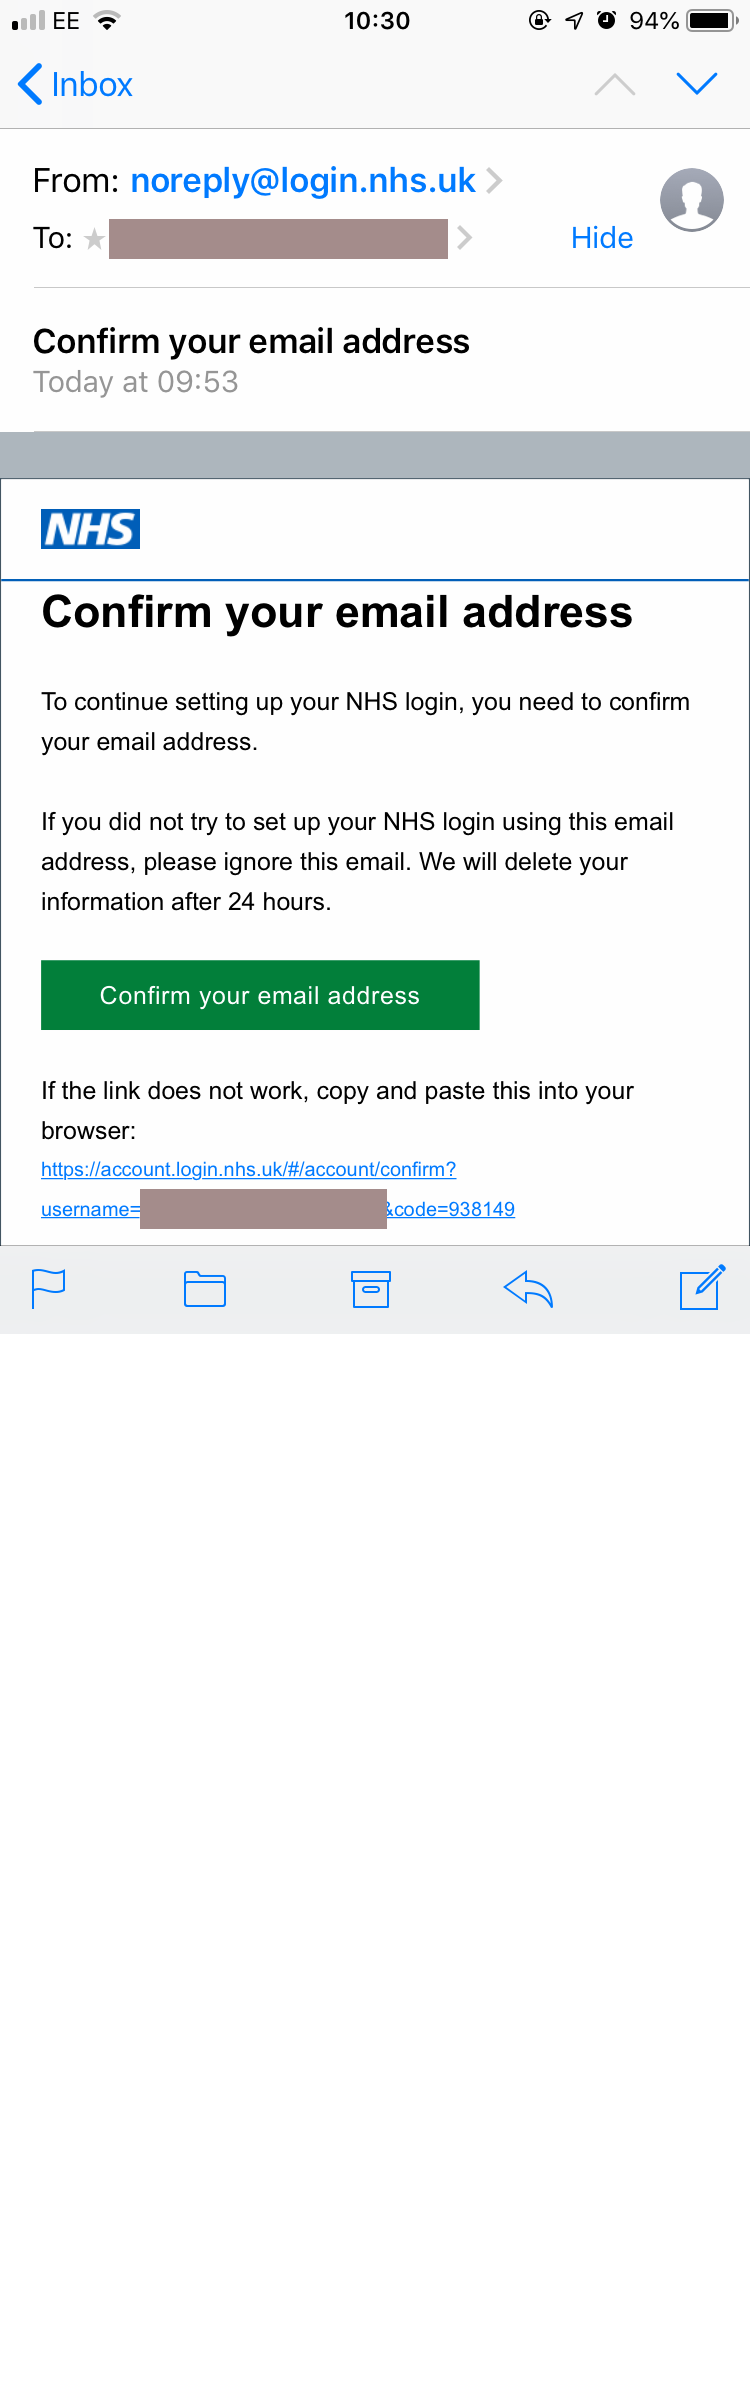 EE 10:30 94%
Inbox
From: noreply@login.nhs.uk
To: Hide
Confirm your email address
Today at 09:53
NHS
Confirm your email address
To continue setting up your NHS login, you need to confirm
your email address.
If you did not try to set up your NHS login using this email
address, please ignore this email. We will delete your
information after 24 hours.
Confirm your email address
If the link does not work, copy and paste this into your
browser:
https://account.login.nhs.uk/#/account/confirm?
username= &code=938149